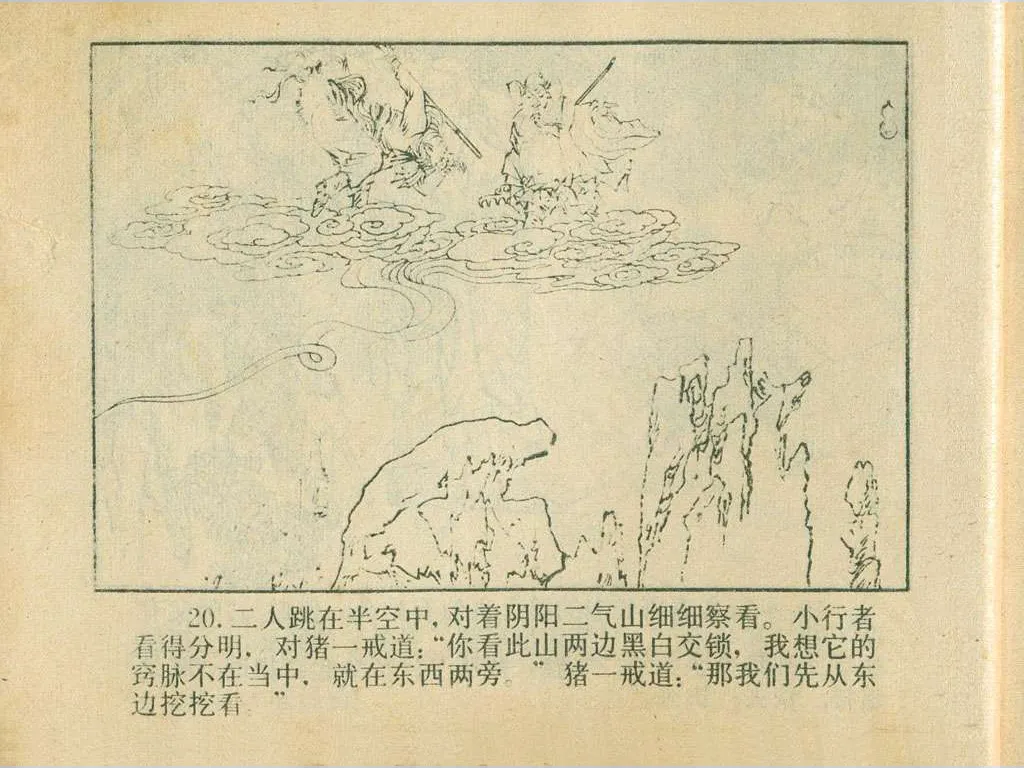 20. 二人跳在半空中, 对着阴阳二气山细细察看。小行者
看得分明, 对猪一戒道: “你看此山两边黑白交锁, 我想它的
窍脉不在当中, 就在东西两旁。” 猪一戒道: “那我们先从东
边挖挖看。”